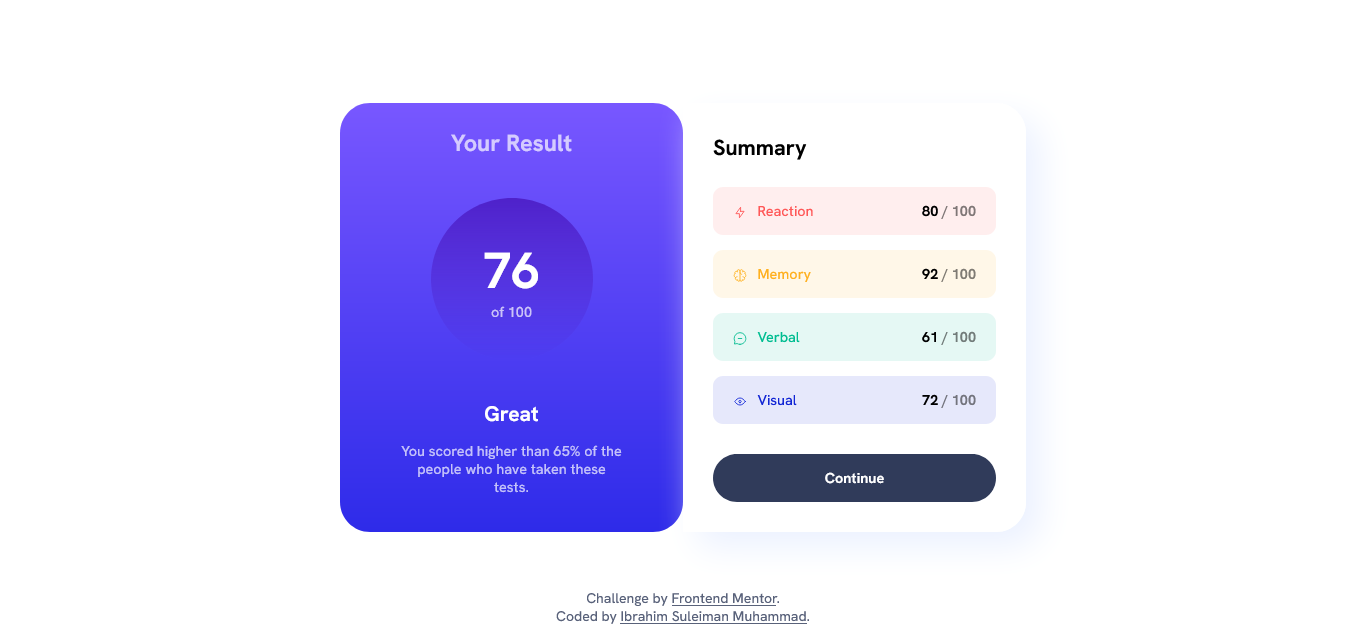 Your Result
76
of 100
Great
You scored higher than 65% of the
people who have taken these
tests.
Summary
Reaction 80 / 100
Memory 92 / 100
Verbal 61 / 100
Visual 72 / 100
Continue
Challenge by Frontend Mentor.
Coded by Ibrahim Suleiman Muhammad.